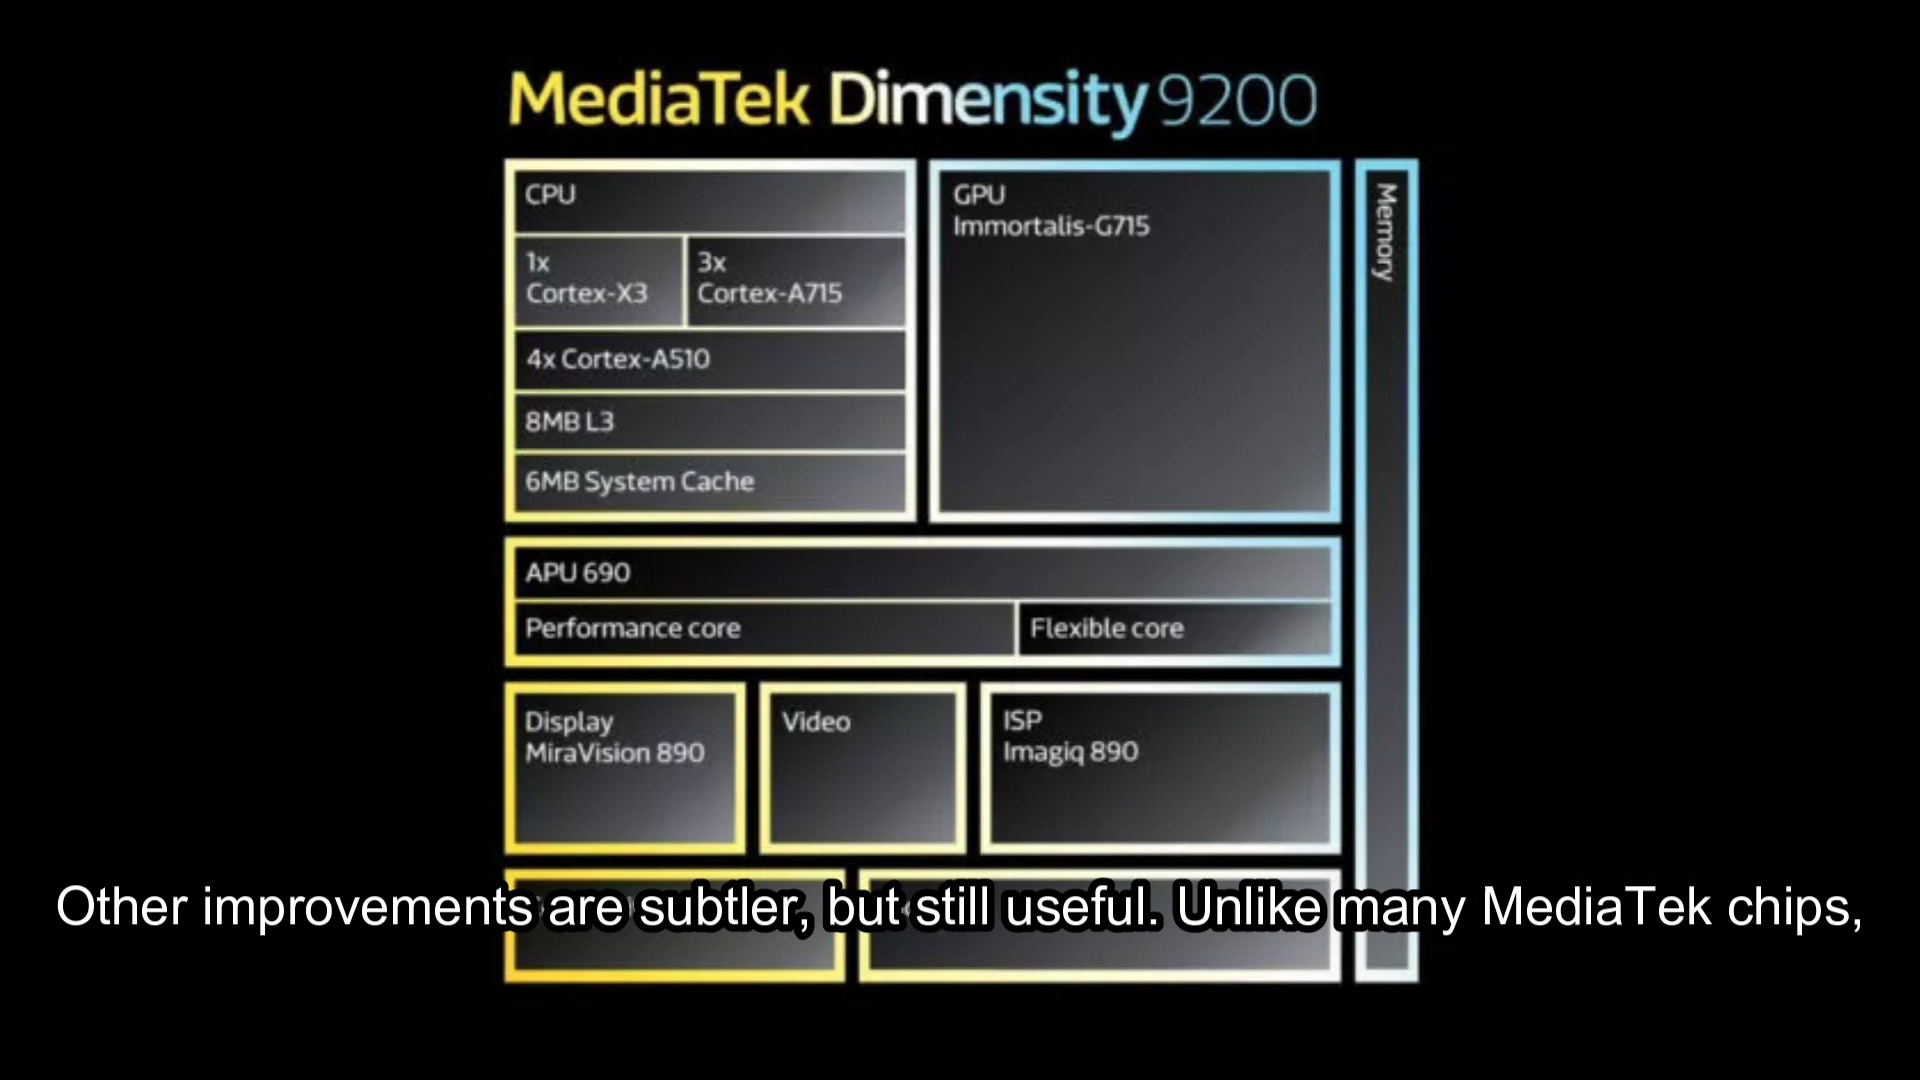 MediaTek Dimensity 9200
CPU
1x
Cortex-X3
3x
Cortex-A715
4x Cortex-A510
8MB L3
6MB System Cache
GPU
Immortalis-G715
Memory
APU 690
Performance core
Flexible core
Display
MiraVision 890
Video
ISP
Imagiq 890
Other improvements are subtler, but still useful. Unlike many MediaTek chips,